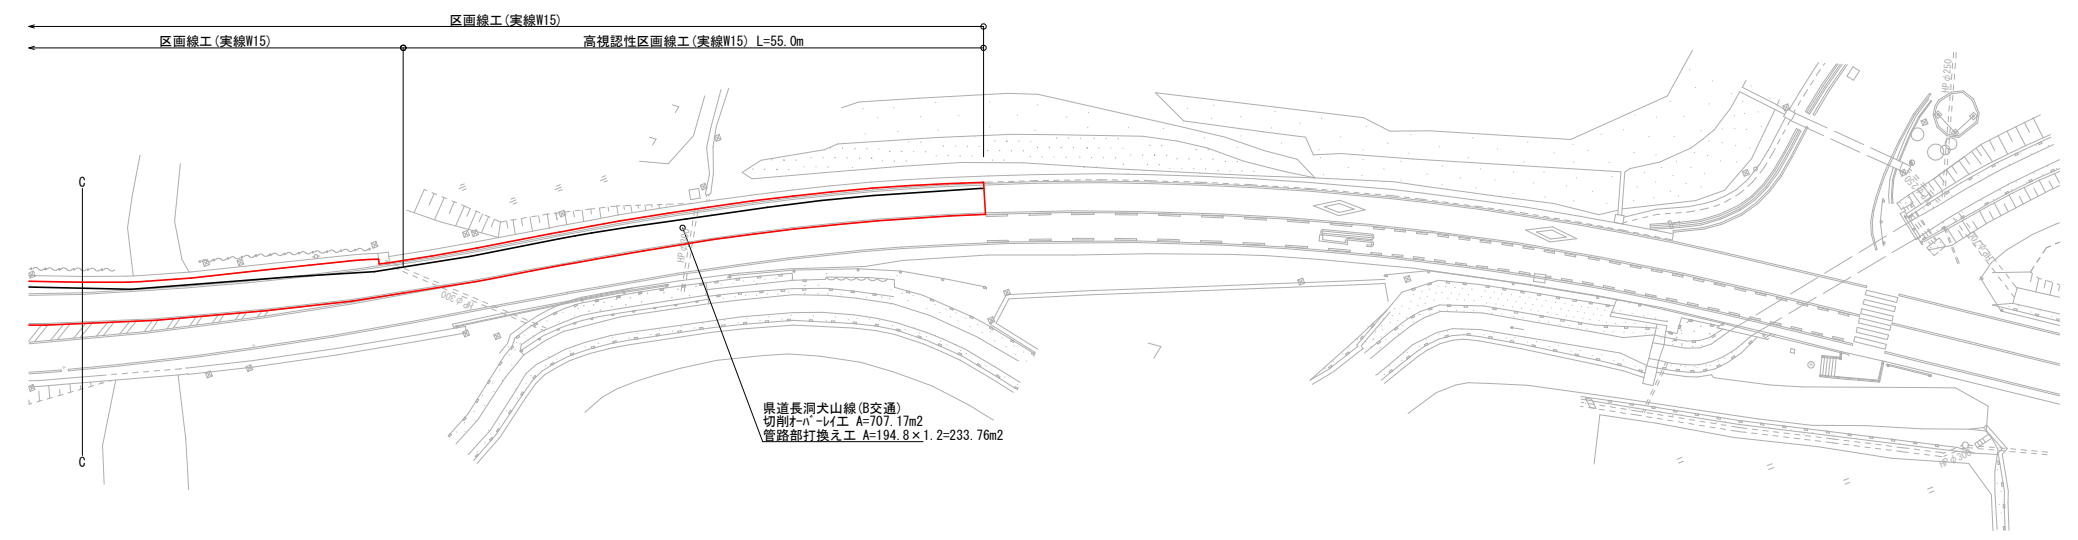 区画線工(実線W15)
区画線工(実線W15)
高視認性区画線工(実線W15) L=55.0m
HPφ250
C
HPφ300
県道長洞犬山線(B交通)
切削オーバーレイ工 A=707.17m2
管路部打換え工 A=194.8×1.2=233.76m2
C
HPφ300